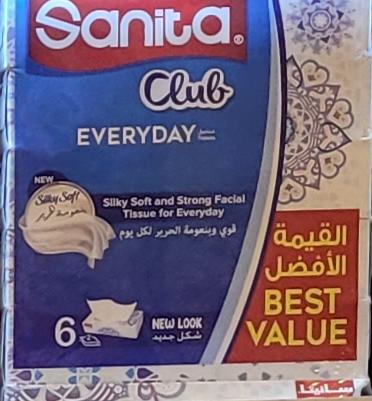 Sanita®
Club
EVERYDAY
NEW
Silky Soft
Silky Soft and Strong Facial
Tissue for Everyday
قوي وبنعومة الحرير لكل يوم
القيمة
الأفضل
BEST
VALUE
6
NEW LOOK
شكل جديد
سانيتا